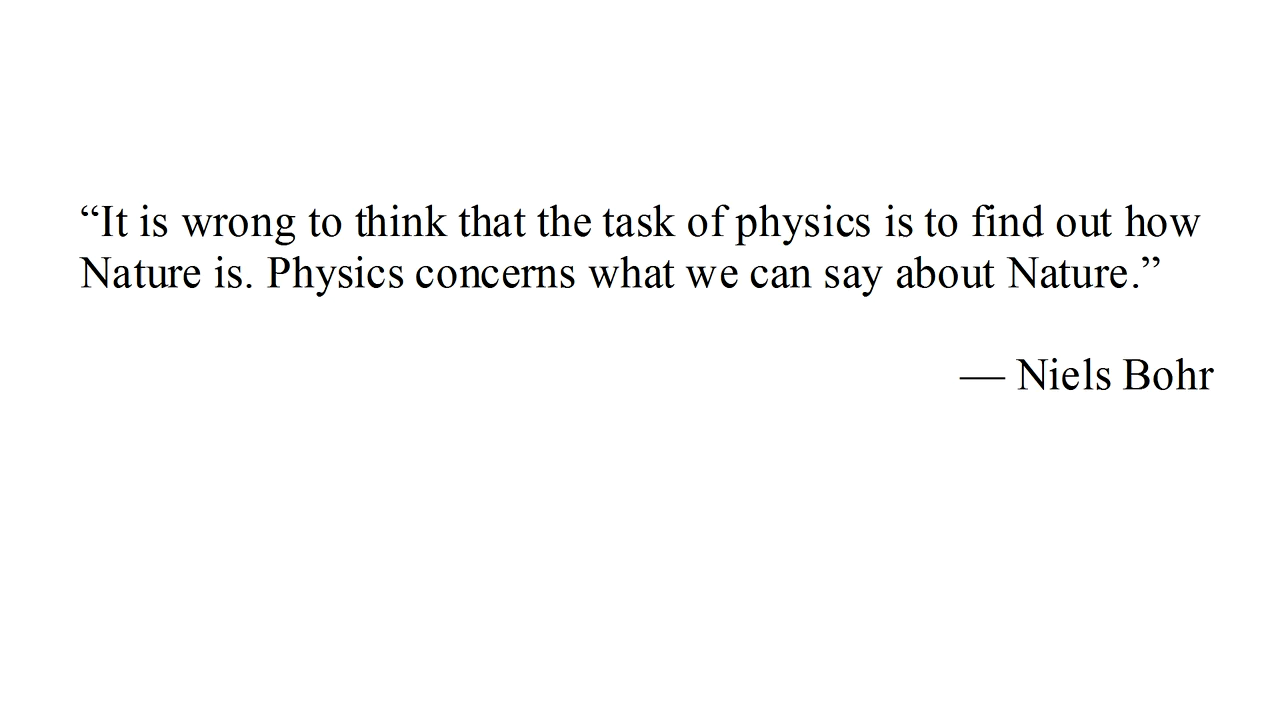 “It is wrong to think that the task of physics is to find out how
Nature is. Physics concerns what we can say about Nature.”
— Niels Bohr